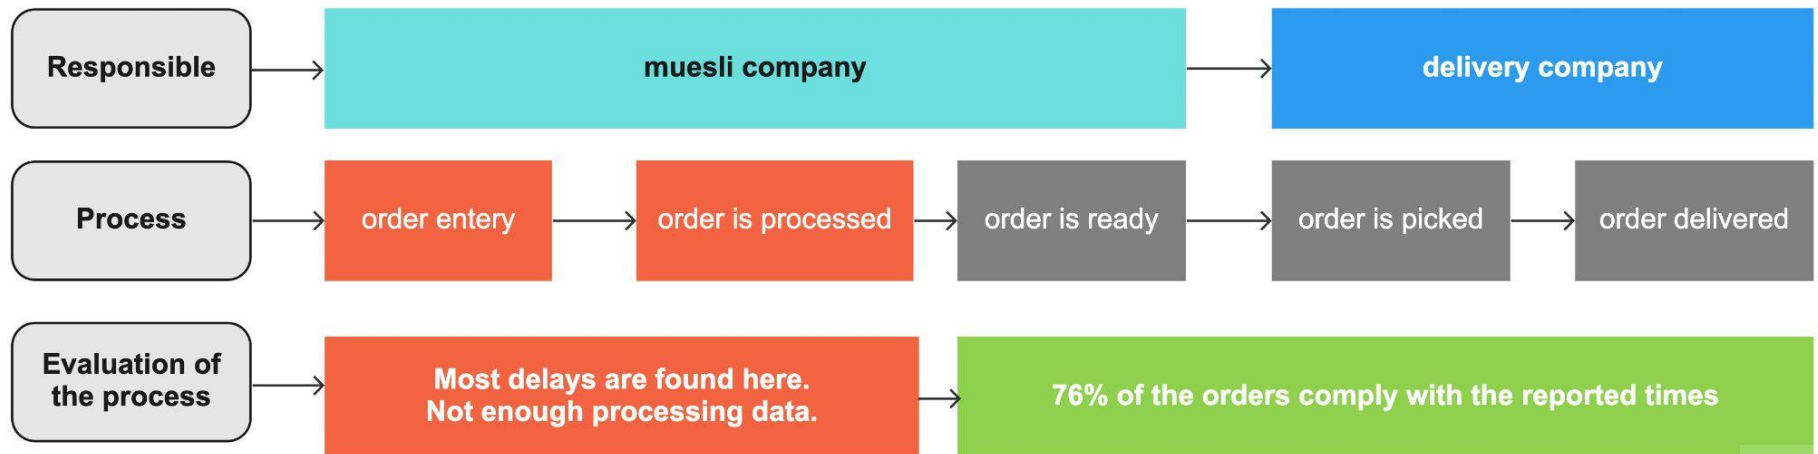 Responsible
muesli company
delivery company
Process
order entery
order is processed
order is ready
order is picked
order delivered
Evaluation of
the process
Most delays are found here.
Not enough processing data.
76% of the orders comply with the reported times